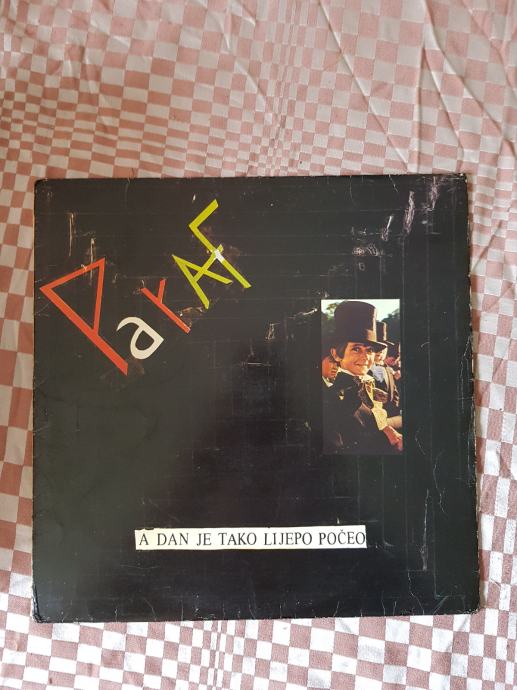 ParAF
A DAN JE TAKO LIJEPO POČEO